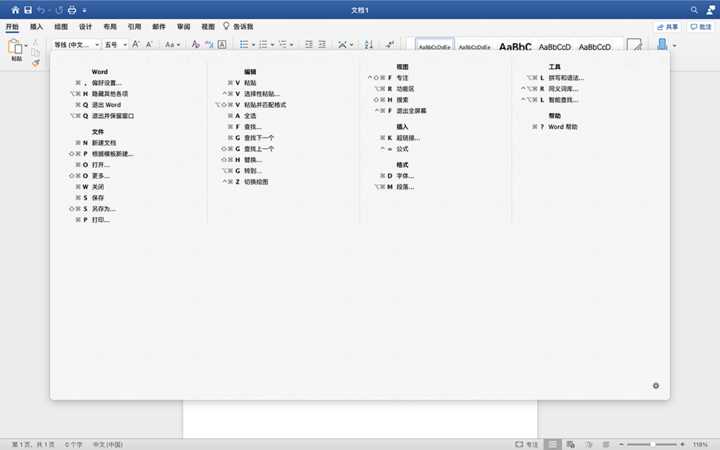 文档1
开始 插入 绘图 设计 布局 引用 邮件 审阅 视图 告诉我 共享 批注
粘贴
等线 (中文... 五号 A A Aa
AaBbCcDdEe AaBbCcDdEe AaBbC AaBbCcD AaBbCcD
Word
⌘ , 偏好设置...
⌥⌘ H 隐藏其他各项
⌘ Q 退出 Word
⌥⌘ Q 退出并保留窗口
文件
⌘ N 新建文档
⇧⌘ P 根据模板新建...
⌘ O 打开...
⇧⌘ O 更多...
⌘ W 关闭
⌘ S 保存
⇧⌘ S 另存为...
⌘ P 打印...
编辑
⌘ V 粘贴
^⌘ V 选择性粘贴...
⌥⇧⌘ V 粘贴并匹配格式
⌘ A 全选
⌘ F 查找...
⌘ G 查找下一个
⇧⌘ G 查找上一个
⇧⌘ H 替换...
⌥⌘ G 转到...
^⌘ Z 切换绘图
视图
^⇧⌘ F 专注
⌥⌘ R 功能区
⇧⌘ H 搜索
^⌘ F 退出全屏幕
插入
⌘ K 超链接...
^ = 公式
格式
⌘ D 字体...
⌥⌘ M 段落...
工具
⌥⌘ L 拼写和语法...
^⌥⌘ R 同义词库...
^⌥⌘ L 智能查找...
帮助
⌘ ? Word 帮助
第 1 页，共 1 页 0 个字 中文 (中国) 专注 119%